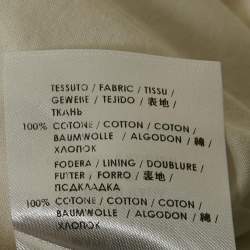 TESSUTO / FABRIC / TISSU /
GEWEBE / TEJIDO / 表地 /
ТКАНЬ
100% COTONE / COTTON / COTON /
BAUMWOLLE / ALGODON / 綿 /
ХЛОПОК
FODERA / LINING / DOUBLURE /
FUTTER / FORRO / 裏地 /
ПОДКЛАДКА
100% COTONE / COTTON / COTON /
BAUMWOLLE / ALGODON / 綿 /
ХЛОПОК